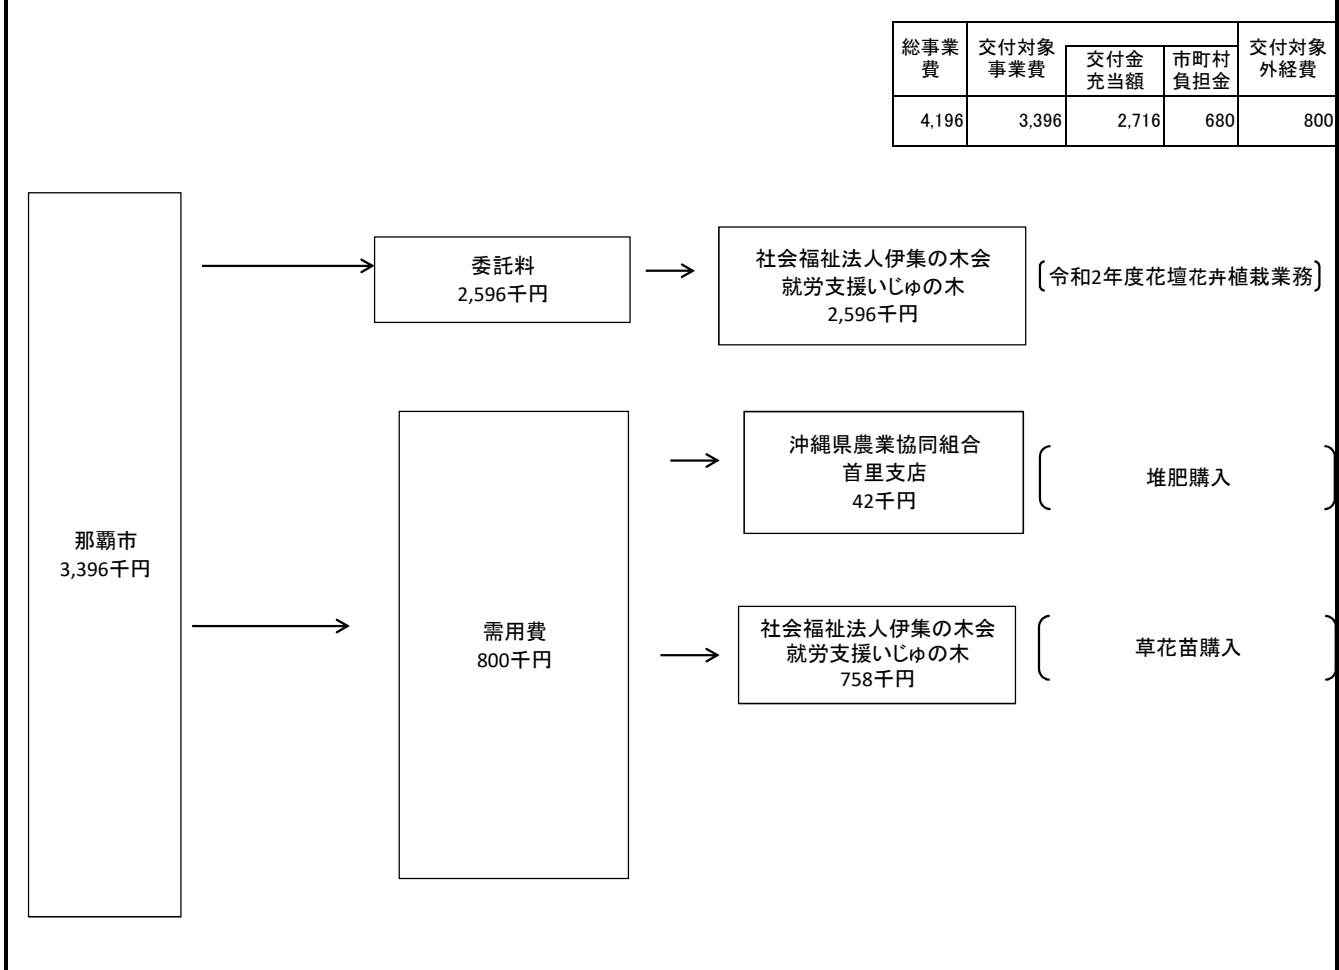 総事業
費
交付対象
事業費
交付金
充当額
市町村
負担金
交付対象
外経費
4,196
3,396
2,716
680
800
委託料
2,596千円
社会福祉法人伊集の木会
就労支援いじゅの木
2,596千円
令和2年度花壇花卉植栽業務
那覇市
3,396千円
需用費
800千円
沖縄県農業協同組合
首里支店
42千円
堆肥購入
社会福祉法人伊集の木会
就労支援いじゅの木
758千円
草花苗購入